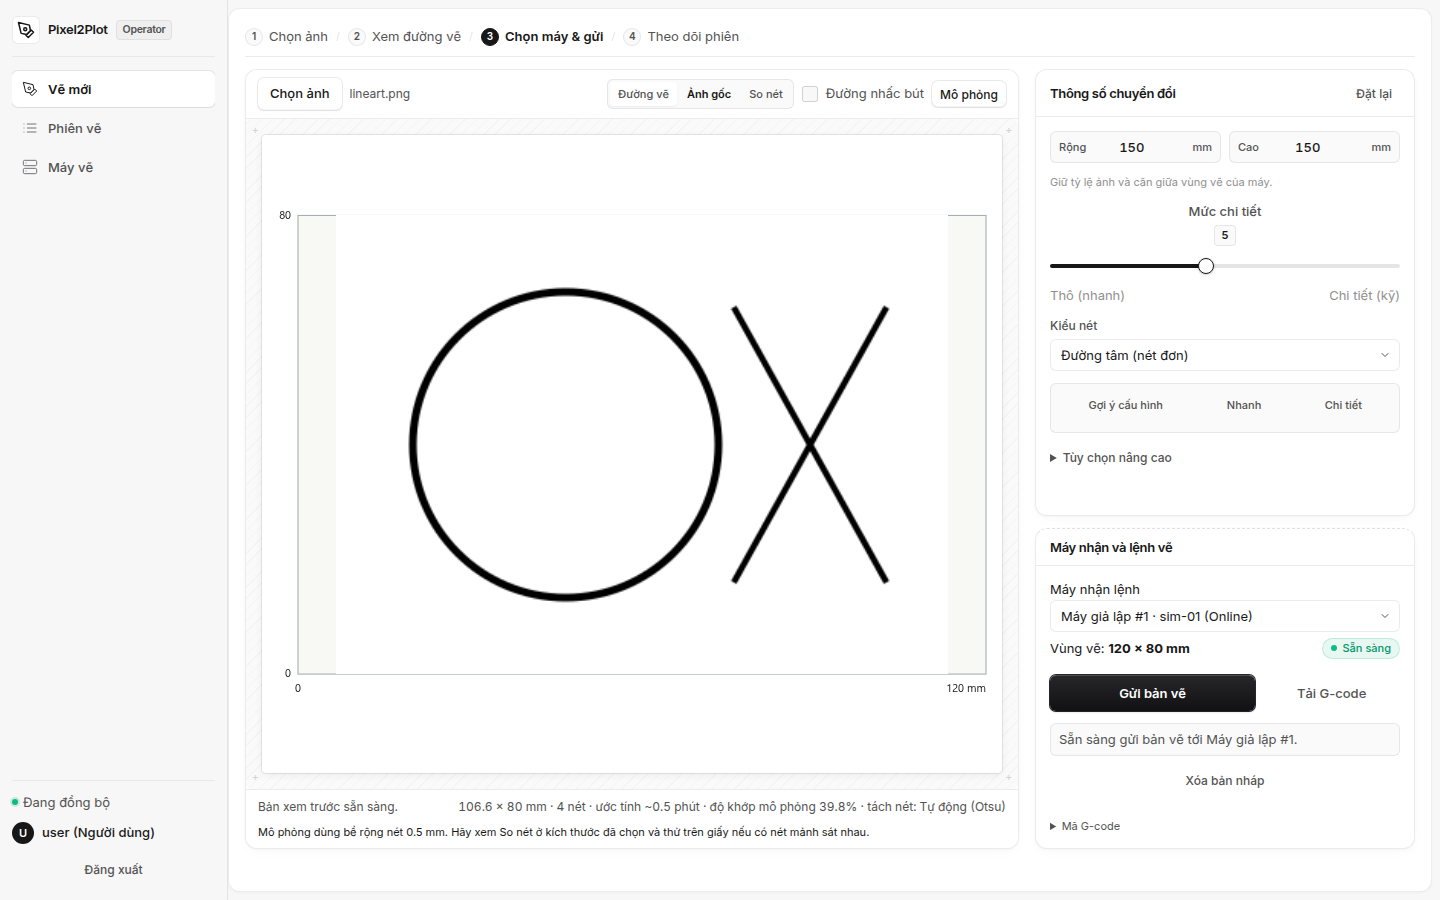 Pixel2Plot Operator
Vẽ mới
Phiên vẽ
Máy vẽ
Đang đồng bộ
U user (Người dùng)
Đăng xuất
1 Chọn ảnh / 2 Xem đường vẽ / 3 Chọn máy & gửi / 4 Theo dõi phiên
Chọn ảnh lineart.png Đường vẽ Ảnh gốc So nét Đường nhấc bút Mô phỏng
80
OX
0
0 120 mm
Bản xem trước sẵn sàng. 106.6 × 80 mm · 4 nét · ước tính ~0.5 phút · độ khớp mô phỏng 39.8% · tách nét: Tự động (Otsu)
Mô phỏng dùng bề rộng nét 0.5 mm. Hãy xem So nét ở kích thước đã chọn và thử trên giấy nếu có nét mảnh sát nhau.
Thông số chuyển đổi Đặt lại
Rộng 150 mm Cao 150 mm
Giữ tỷ lệ ảnh và căn giữa vùng vẽ của máy.
Mức chi tiết
5
Thô (nhanh) Chi tiết (kỹ)
Kiểu nét
Đường tâm (nét đơn)
Gợi ý cấu hình Nhanh Chi tiết
Tùy chọn nâng cao
Máy nhận và lệnh vẽ
Máy nhận lệnh
Máy giả lập #1 · sim-01 (Online)
Vùng vẽ: 120 × 80 mm Sẵn sàng
Gửi bản vẽ Tải G-code
Sẵn sàng gửi bản vẽ tới Máy giả lập #1.
Xóa bản nháp
Mã G-code